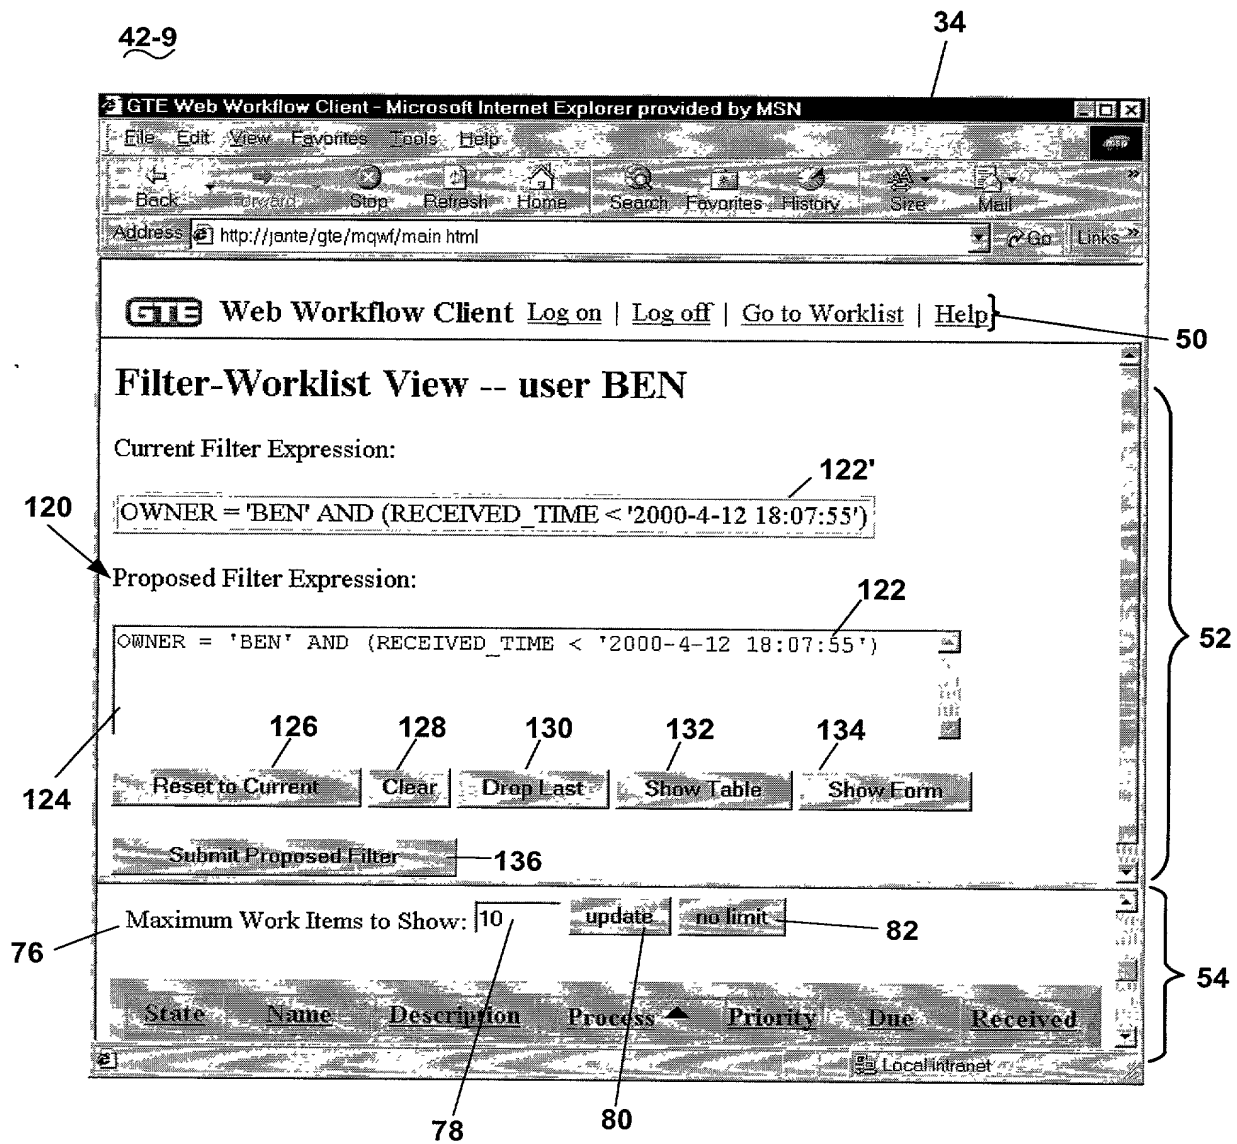 42-9
34
GTE Web Workflow Client - Microsoft Internet Explorer provided by MSN
File Edit View Favorites Tools Help
msn
Back Forward Stop Refresh Home Search Favorites History Size Mail »
Address http://jante/gte/mqwf/main html Go Links »
GTE Web Workflow Client Log on | Log off | Go to Worklist | Help
50
Filter-Worklist View -- user BEN
Current Filter Expression:
122'
120
OWNER = 'BEN' AND (RECEIVED_TIME < '2000-4-12 18:07:55')
Proposed Filter Expression:
122
OWNER = 'BEN' AND (RECEIVED_TIME < '2000-4-12 18:07:55')
52
126 128 130 132 134
Reset to Current Clear Drop Last Show Table Show Form
124
Submit Proposed Filter
136
Maximum Work Items to Show: 10 update no limit
82
76
54
State Name Description Process Priority Due Received
Local intranet
78 80